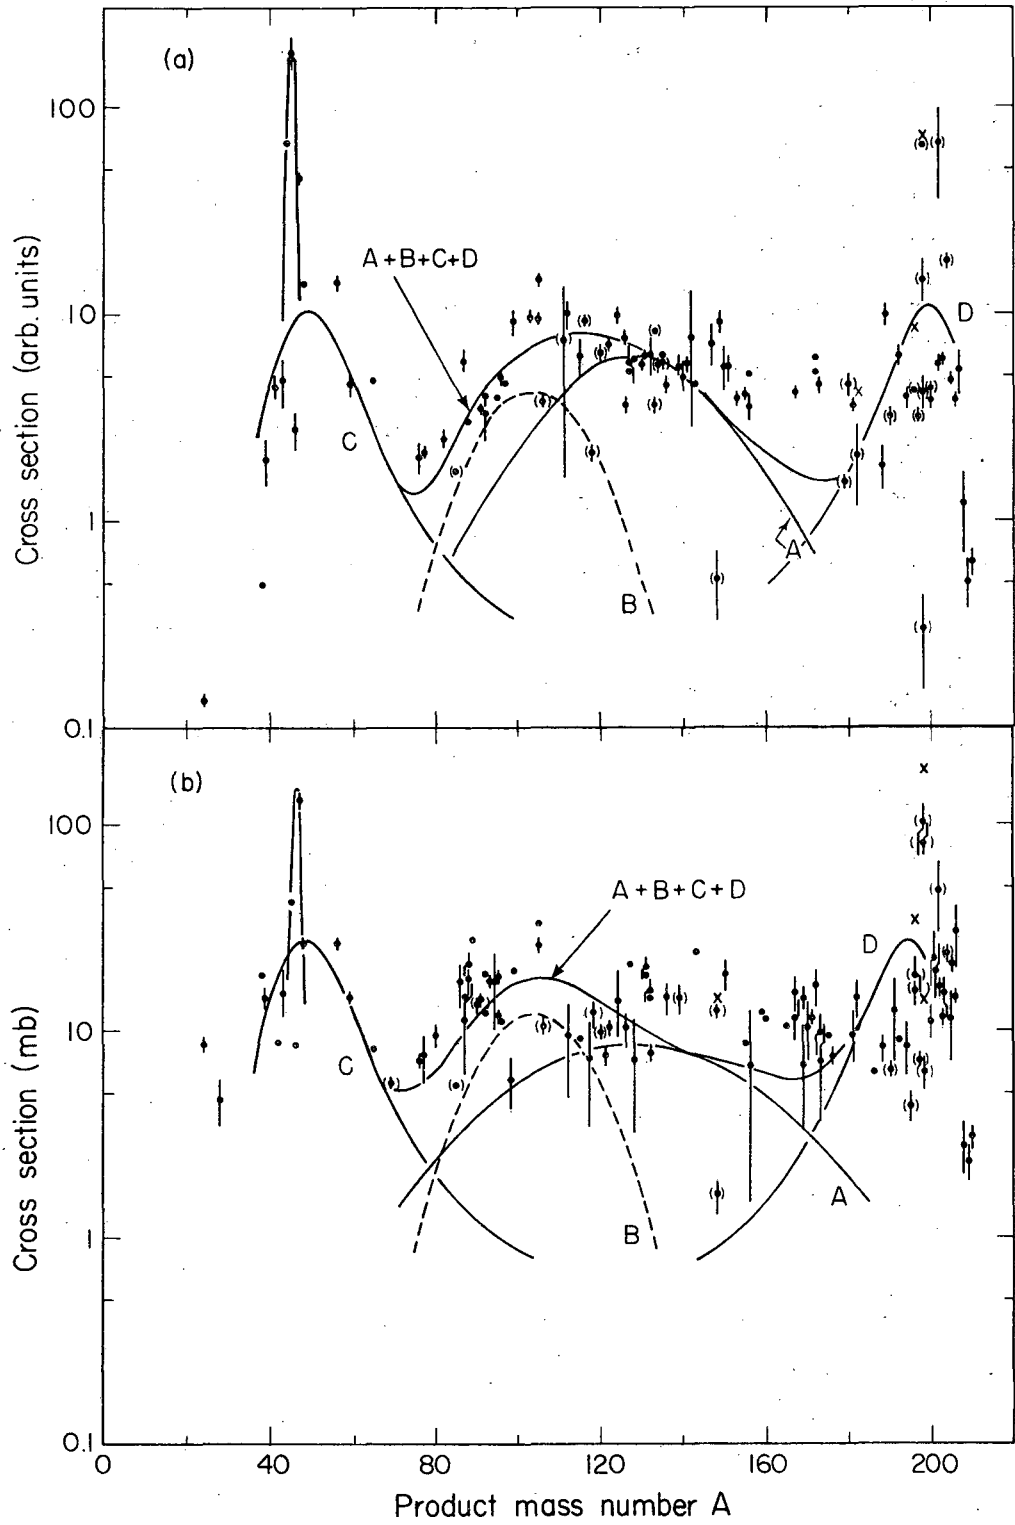 (a)
100
10
1
0.1
Cross section (arb. units)
A+B+C+D
C
B
A
D
(b)
100
10
1
0.1
Cross section (mb)
A+B+C+D
D
C
A
B
0 40 80 120 160 200
Product mass number A